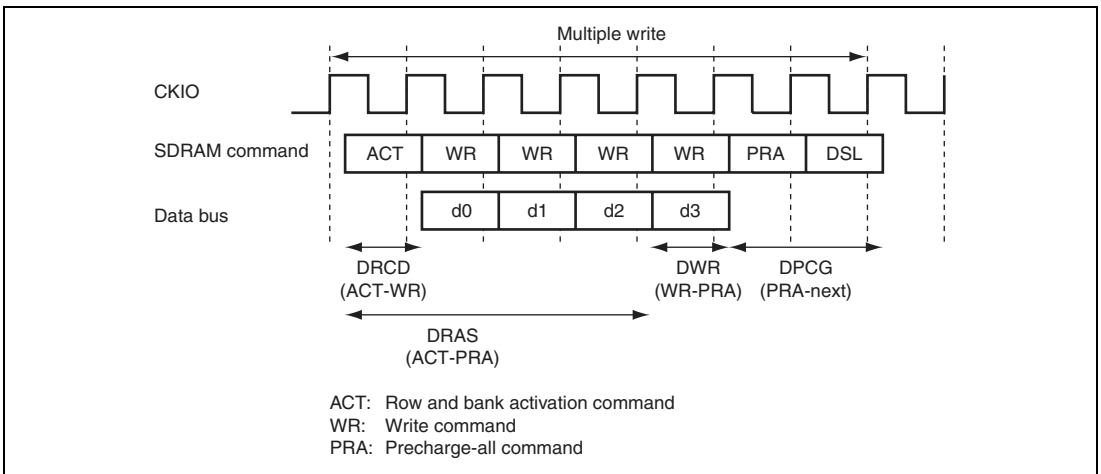 Multiple write
CKIO
SDRAM command ACT WR WR WR WR PRA DSL
Data bus d0 d1 d2 d3
DRCD DWR DPCG
(ACT-WR) (WR-PRA) (PRA-next)
DRAS
(ACT-PRA)
ACT: Row and bank activation command
WR: Write command
PRA: Precharge-all command